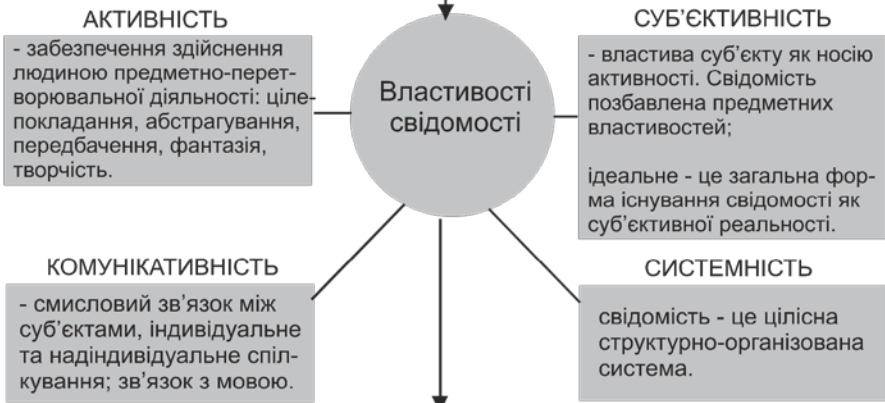 АКТИВНІСТЬ
- забезпечення здійснення
людиною предметно-перет-
ворювальної діяльності: ціле-
покладання, абстрагування,
передбачення, фантазія,
творчість.
Властивості
свідомості
СУБ'ЄКТИВНІСТЬ
- властива суб'єкту як носію
активності. Свідомість
позбавлена предметних
властивостей;
ідеальне - це загальна фор-
ма існування свідомості як
суб'єктивної реальності.
КОМУНІКАТИВНІСТЬ
- смисловий зв'язок між
суб'єктами, індивідуальне
та надіндивідуальне спіл-
кування; зв'язок з мовою.
СИСТЕМНІСТЬ
свідомість - це цілісна
структурно-організована
система.